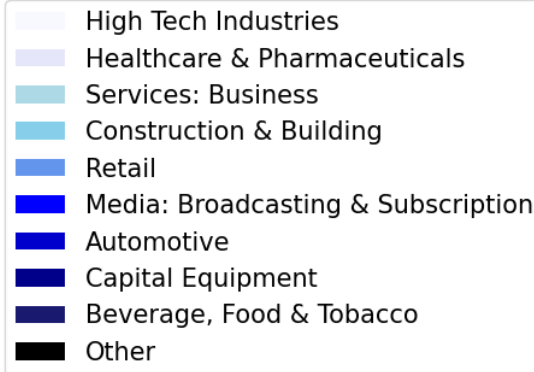 High Tech Industries
Healthcare & Pharmaceuticals
Services: Business
Construction & Building
Retail
Media: Broadcasting & Subscription
Automotive
Capital Equipment
Beverage, Food & Tobacco
Other